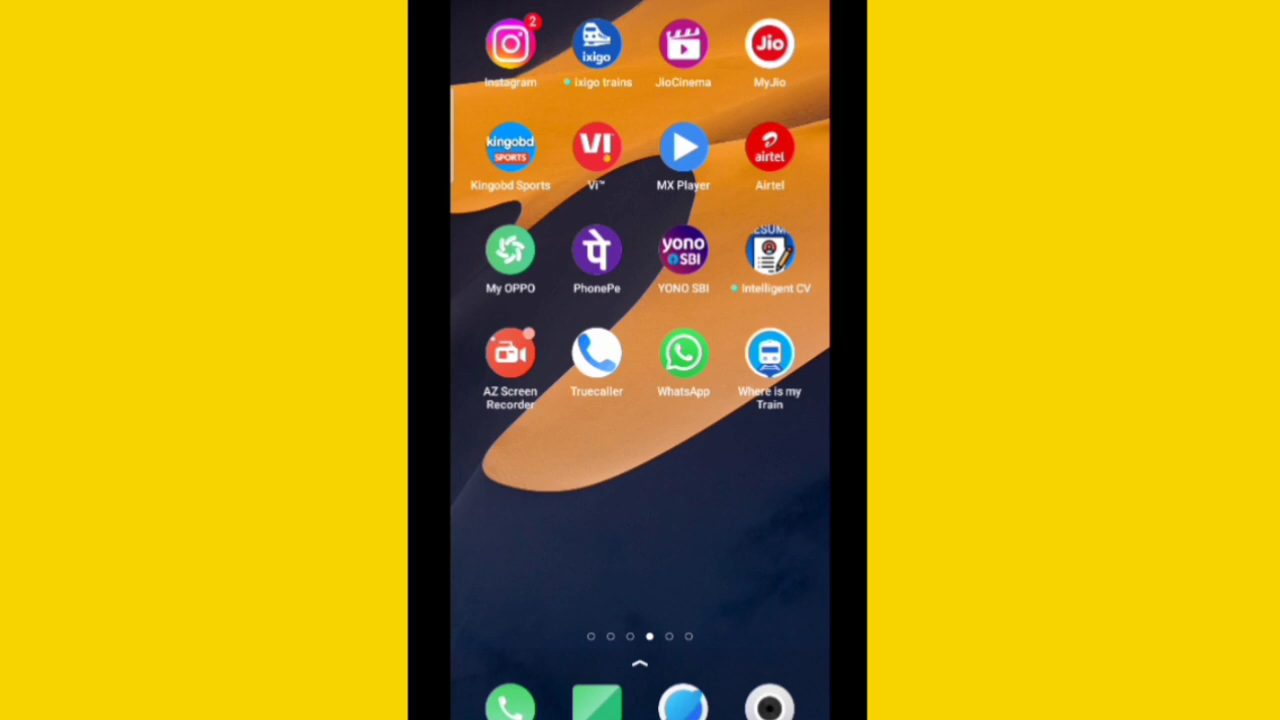 2
ixigo
Jio
Instagram
ixigo trains
JioCinema
MyJio
kingobd
SPORTS
VI
airtel
Kingobd Sports
Vi™
MX Player
Airtel
पे
yono
SBI
ESUM
My OPPO
PhonePe
YONO SBI
Intelligent CV
AZ Screen
Recorder
Truecaller
WhatsApp
Where is my
Train